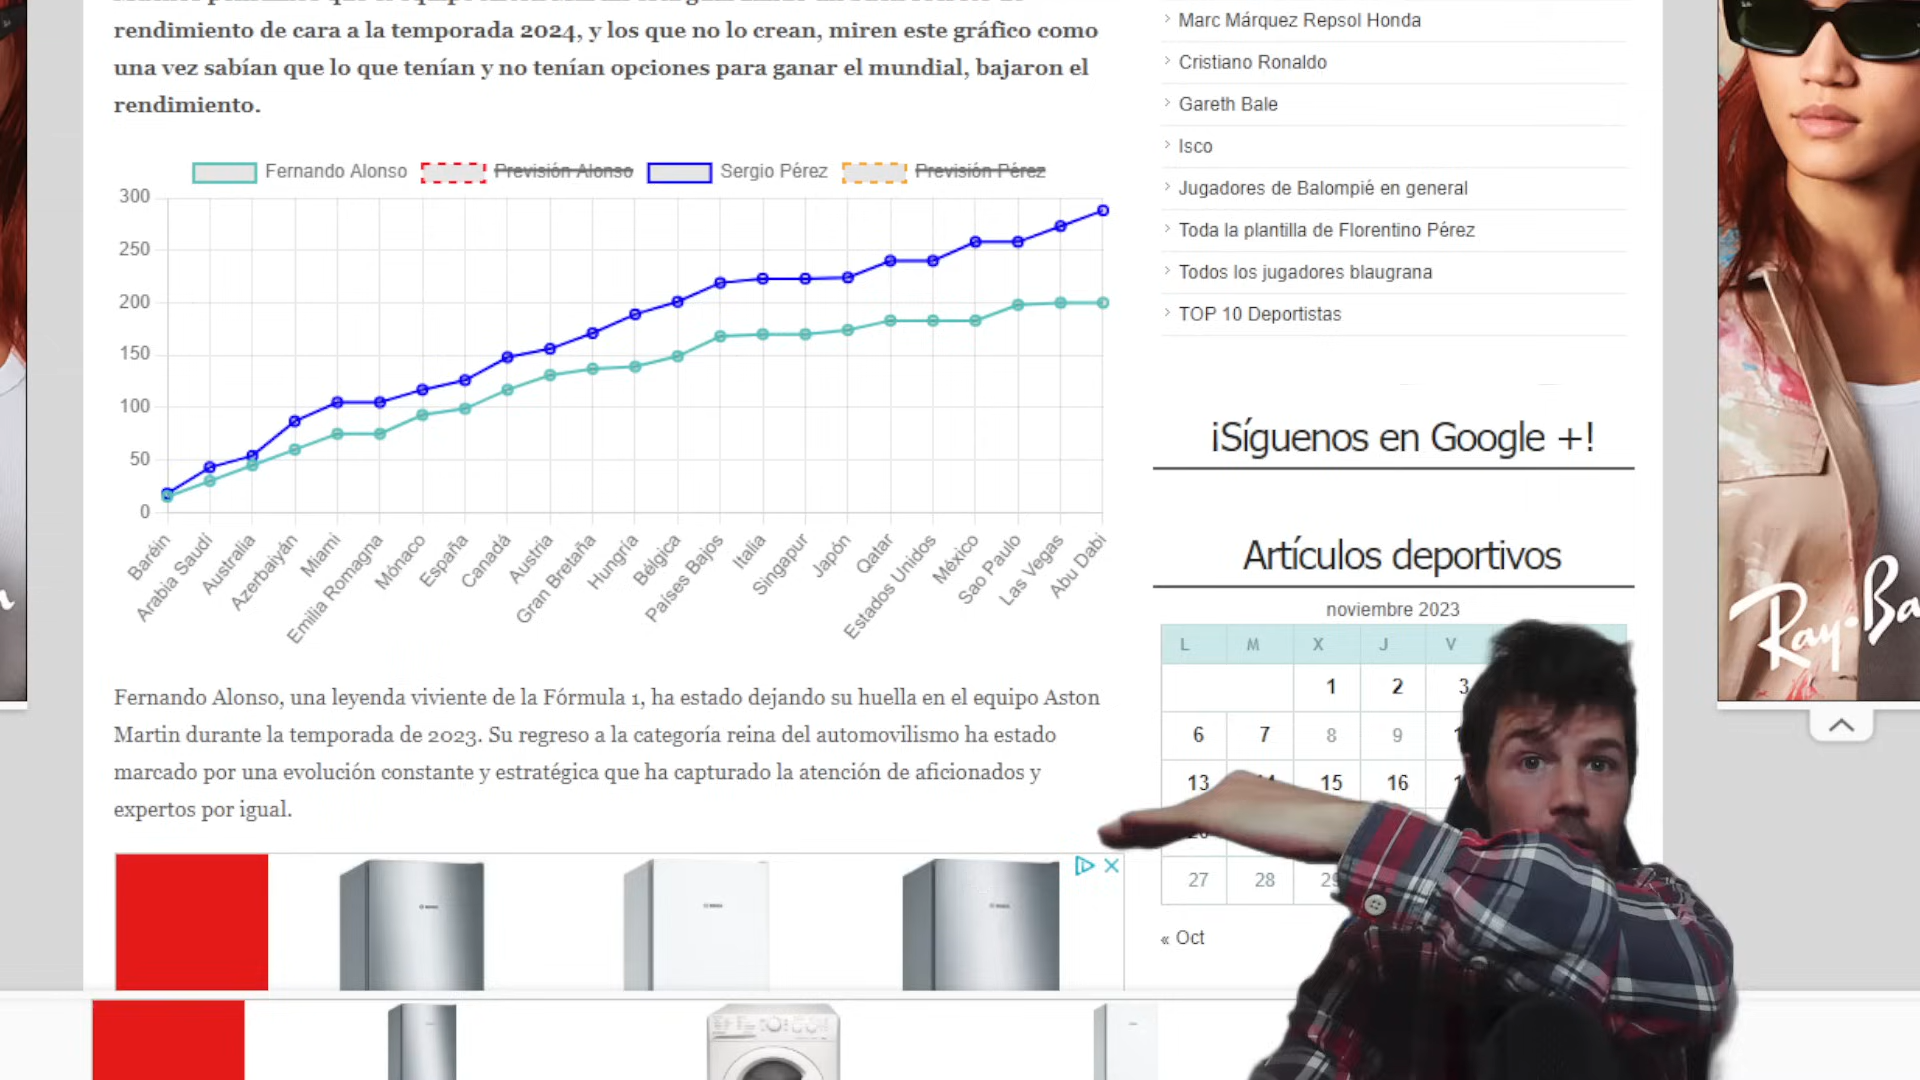 rendimiento de cara a la temporada 2024, y los que no lo crean, miren este gráfico como
una vez sabían que lo que tenían y no tenían opciones para ganar el mundial, bajaron el
rendimiento.
Fernando Alonso
Previsión Alonso
Sergio Pérez
Previsión Pérez
300
250
200
150
100
50
0
Baréin
Arabia Saudí
Australia
Azerbaiyán
Miami
Emilia Romagna
Mónaco
España
Canadá
Austria
Gran Bretaña
Hungría
Bélgica
Países Bajos
Italia
Singapur
Japón
Qatar
Estados Unidos
México
Sao Paulo
Las Vegas
Abu Dabi
Fernando Alonso, una leyenda viviente de la Fórmula 1, ha estado dejando su huella en el equipo Aston
Martin durante la temporada de 2023. Su regreso a la categoría reina del automovilismo ha estado
marcado por una evolución constante y estratégica que ha capturado la atención de aficionados y
expertos por igual.
Marc Márquez Repsol Honda
Cristiano Ronaldo
Gareth Bale
Isco
Jugadores de Balompié en general
Toda la plantilla de Florentino Pérez
Todos los jugadores blaugrana
TOP 10 Deportistas
¡Síguenos en Google +!
Artículos deportivos
noviembre 2023
L M X J V
1 2 3
6 7 8 9
13 14 15 16
27 28
« Oct
Ray-Ba